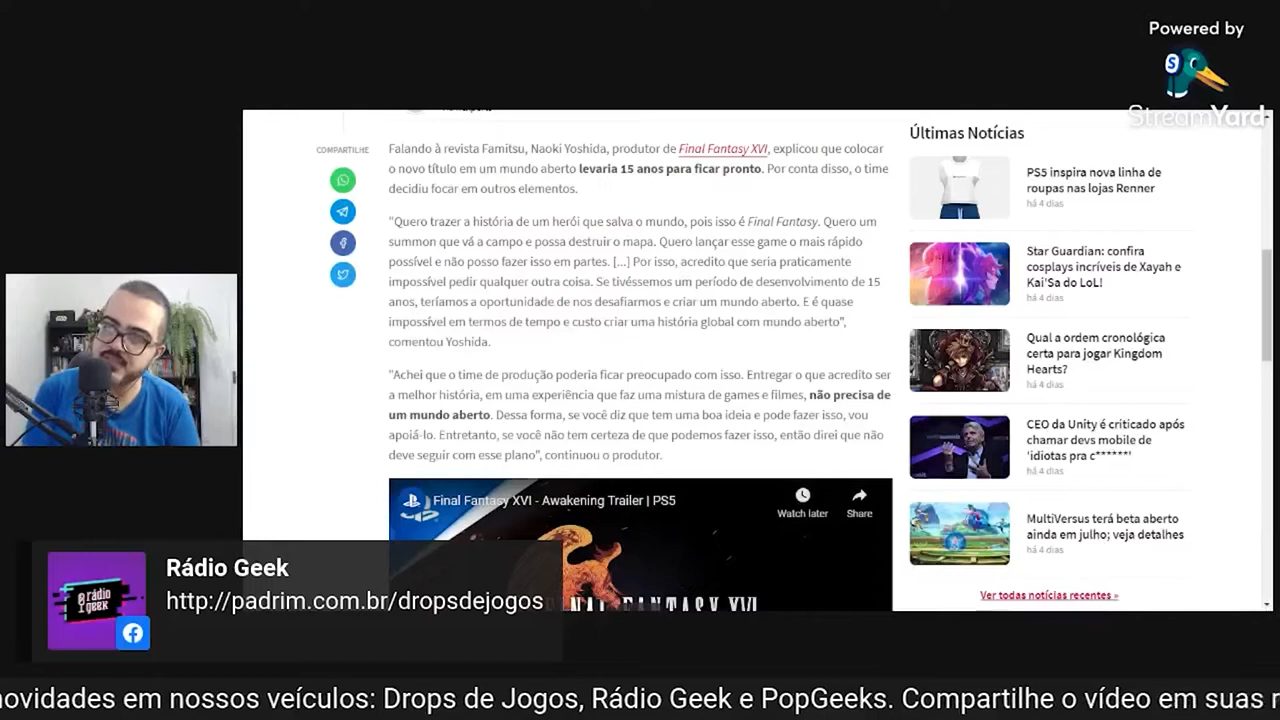 Powered by
StreamYard
COMPARTILHE
Falando à revista Famitsu, Naoki Yoshida, produtor de Final Fantasy XVI, explicou que colocar
o novo título em um mundo aberto levaria 15 anos para ficar pronto. Por conta disso, o time
decidiu focar em outros elementos.
"Quero trazer a história de um herói que salva o mundo, pois isso é Final Fantasy. Quero um
summon que vá a campo e possa destruir o mapa. Quero lançar esse game o mais rápido
possível e não posso fazer isso em partes. [...] Por isso, acredito que seria praticamente
impossível pedir qualquer outra coisa. Se tivéssemos um período de desenvolvimento de 15
anos, teríamos a oportunidade de nos desafiarmos e criar um mundo aberto. E é quase
impossível em termos de tempo e custo criar uma história global com mundo aberto",
comentou Yoshida.
"Achei que o time de produção poderia ficar preocupado com isso. Entregar o que acredito ser
a melhor história, em uma experiência que faz uma mistura de games e filmes, não precisa de
um mundo aberto. Dessa forma, se você diz que tem uma boa ideia e pode fazer isso, vou
apoiá-lo. Entretanto, se você não tem certeza de que podemos fazer isso, então direi que não
deve seguir com esse plano", continuou o produtor.
Final Fantasy XVI - Awakening Trailer | PS5
Watch later
Share
FINAL FANTASY XVI
Últimas Notícias
PS5 inspira nova linha de
roupas nas lojas Renner
há 4 dias
Star Guardian: confira
cosplays incríveis de Xayah e
Kai'Sa do LoL!
há 4 dias
Qual a ordem cronológica
certa para jogar Kingdom
Hearts?
há 4 dias
CEO da Unity é criticado após
chamar devs mobile de
'idiotas pra c******'
há 4 dias
MultiVersus terá beta aberto
ainda em julho; veja detalhes
há 4 dias
Ver todas notícias recentes »
rádio
geek
Rádio Geek
http://padrim.com.br/dropsdejogos
novidades em nossos veículos: Drops de Jogos, Rádio Geek e PopGeeks. Compartilhe o vídeo em suas r